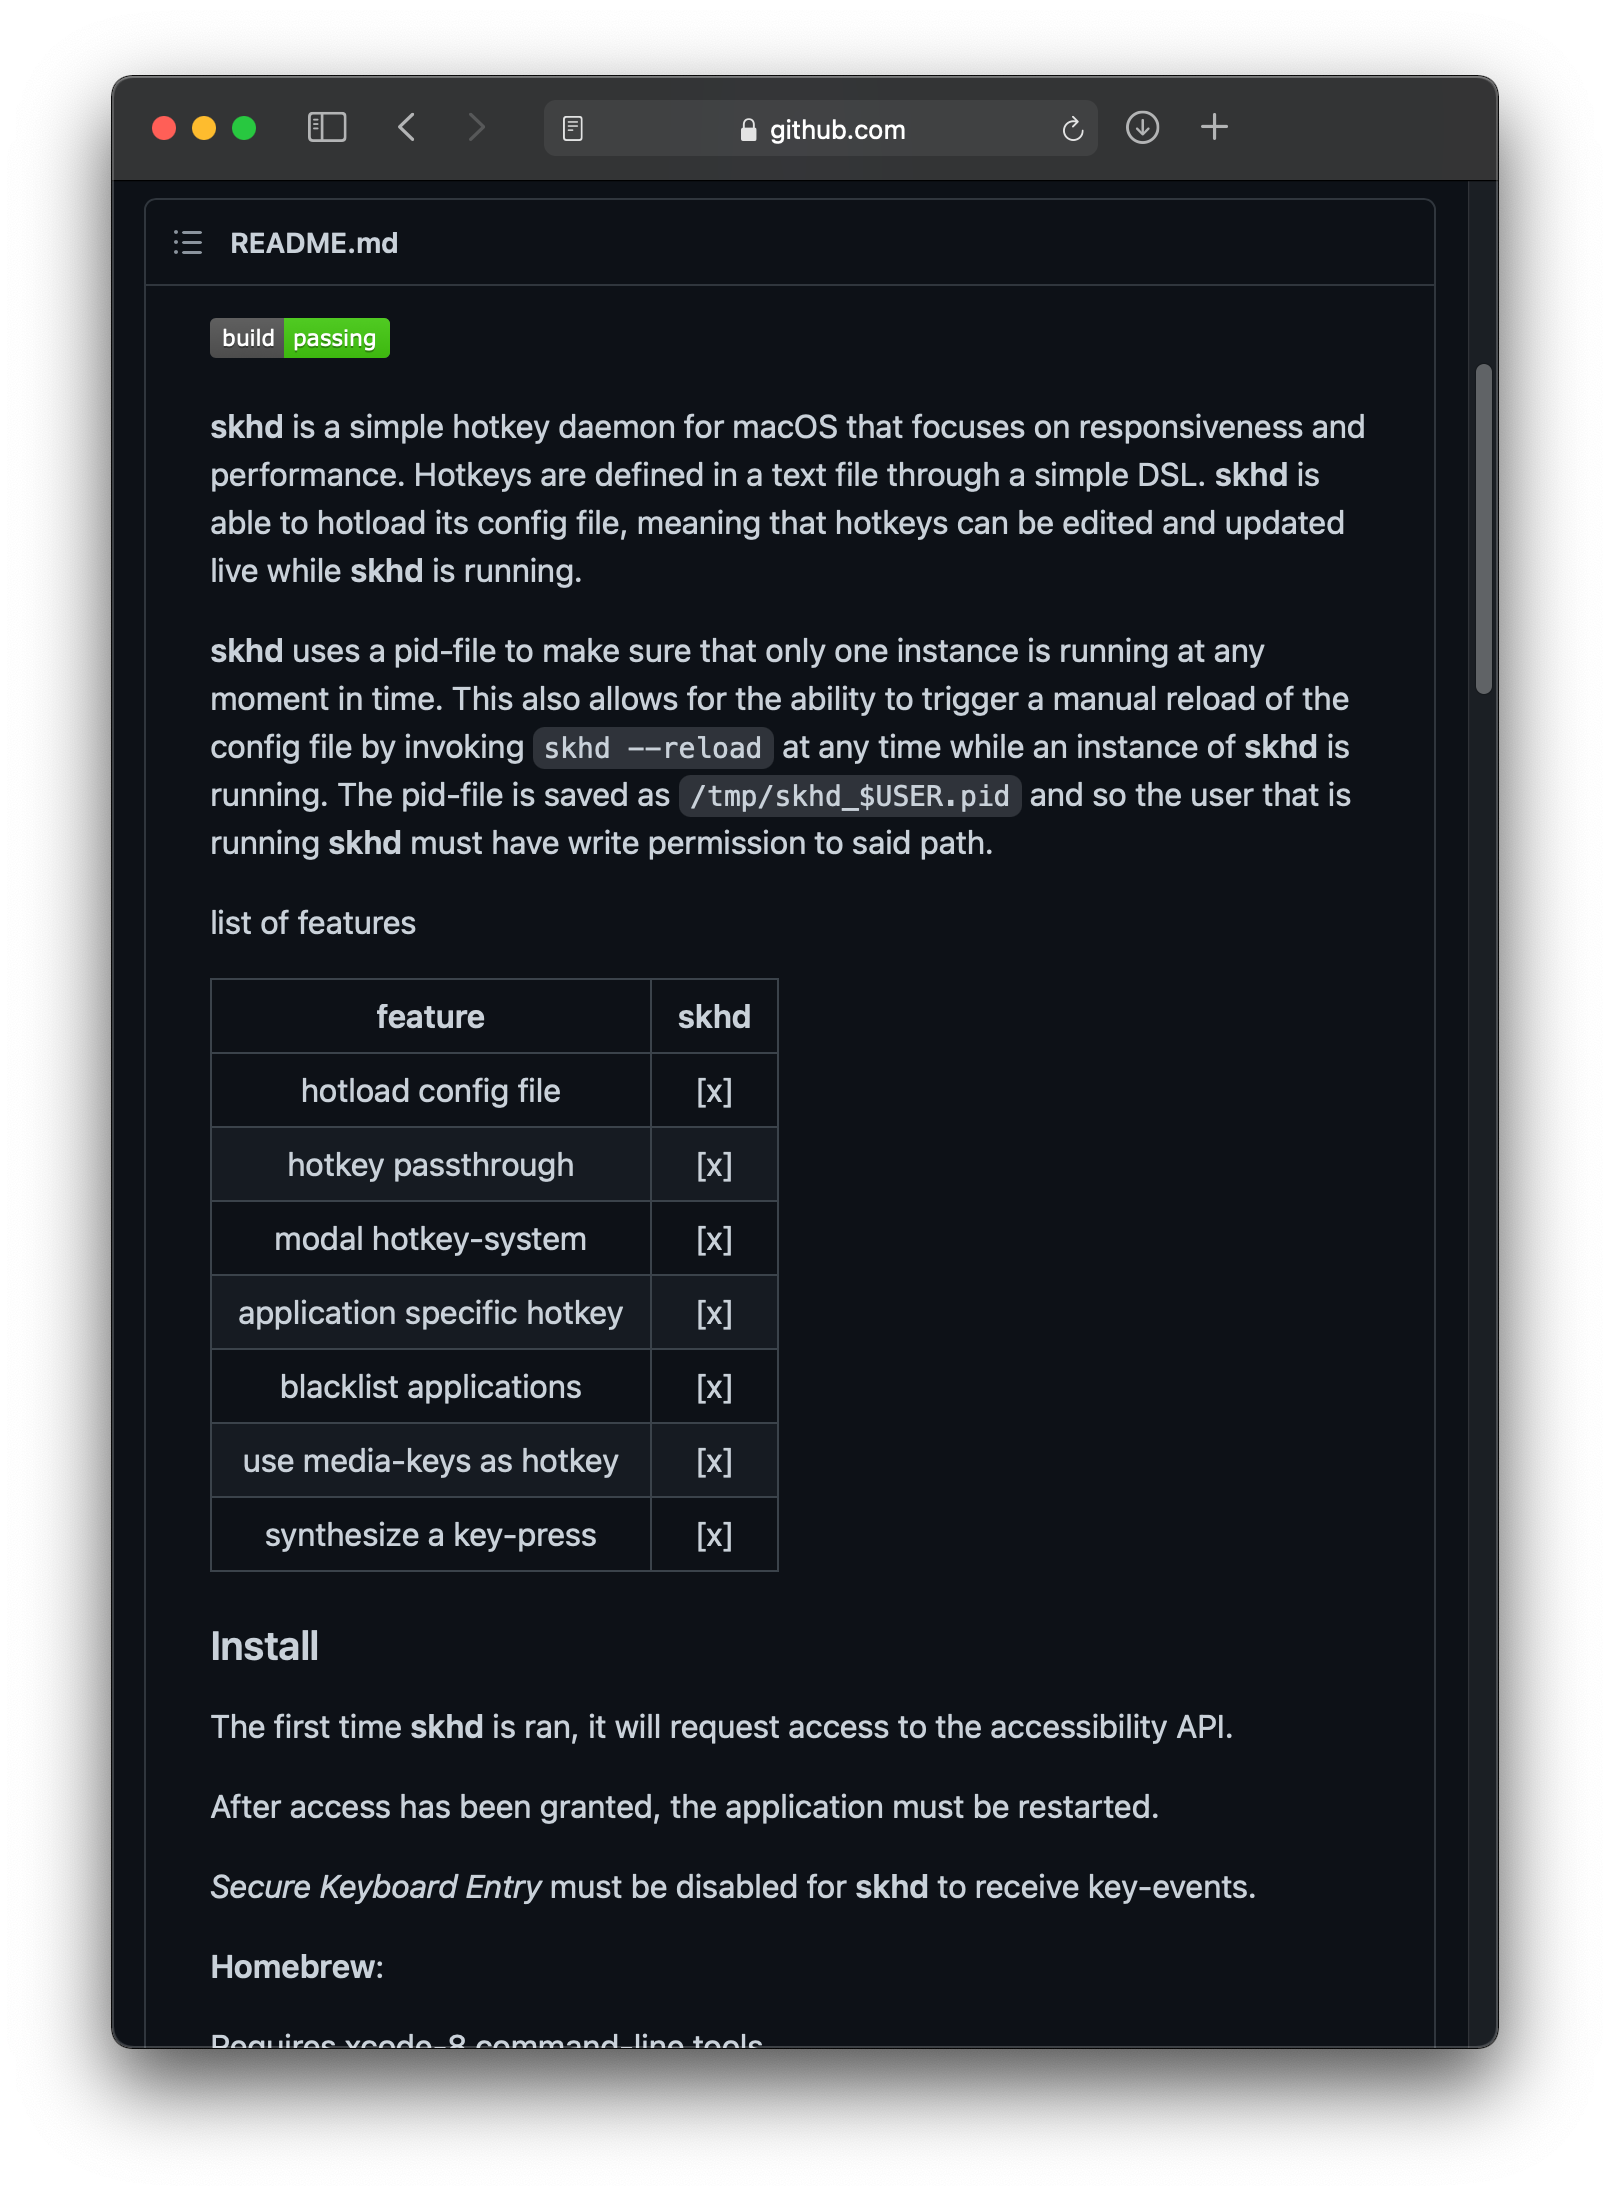 github.com
README.md
build passing
skhd is a simple hotkey daemon for macOS that focuses on responsiveness and
performance. Hotkeys are defined in a text file through a simple DSL. skhd is
able to hotload its config file, meaning that hotkeys can be edited and updated
live while skhd is running.
skhd uses a pid-file to make sure that only one instance is running at any
moment in time. This also allows for the ability to trigger a manual reload of the
config file by invoking skhd --reload at any time while an instance of skhd is
running. The pid-file is saved as /tmp/skhd_$USER.pid and so the user that is
running skhd must have write permission to said path.
list of features
feature skhd
hotload config file [x]
hotkey passthrough [x]
modal hotkey-system [x]
application specific hotkey [x]
blacklist applications [x]
use media-keys as hotkey [x]
synthesize a key-press [x]
Install
The first time skhd is ran, it will request access to the accessibility API.
After access has been granted, the application must be restarted.
Secure Keyboard Entry must be disabled for skhd to receive key-events.
Homebrew:
Requires xcode-8 command-line tools